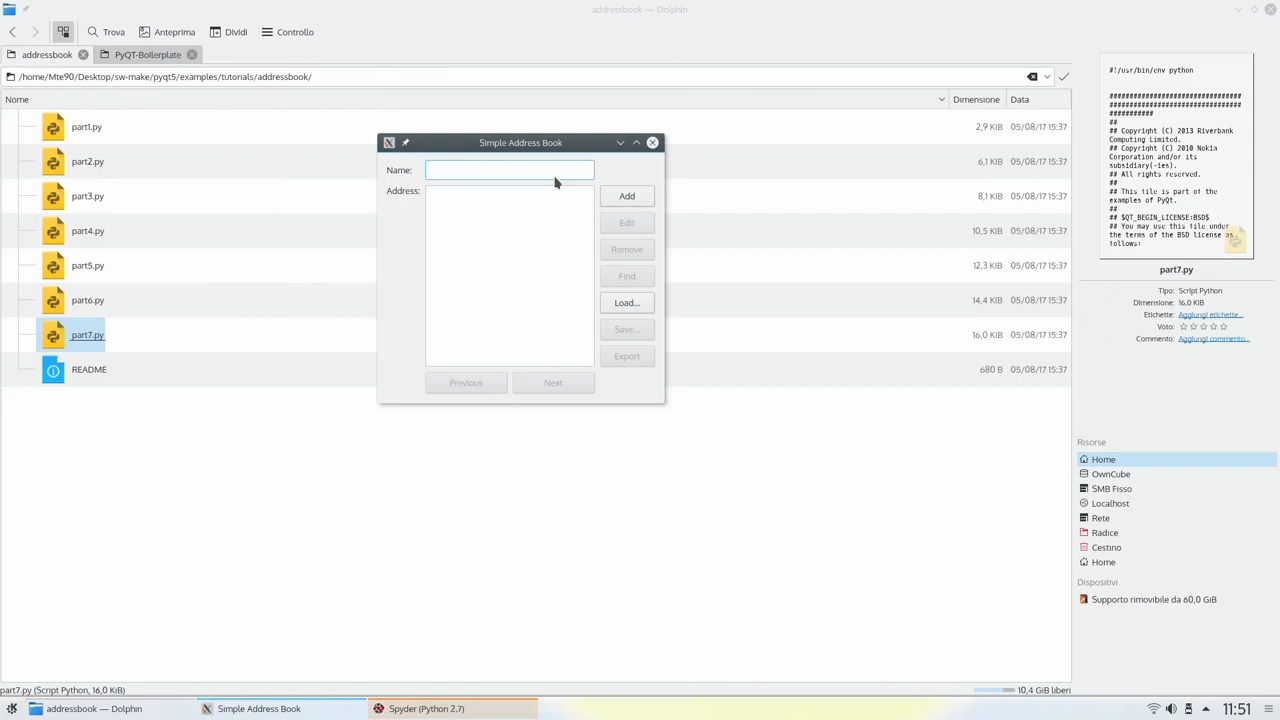 addressbook — Dolphin
Trova
Anteprima
Dividi
Controllo
addressbook
PyQT-Boilerplate
/home/Mte90/Desktop/sw-make/pyqt5/examples/tutorials/addressbook/
Nome
Dimensione
Data
part1.py
2,9 KiB
05/08/17 15:37
part2.py
6,1 KiB
05/08/17 15:37
part3.py
8,1 KiB
05/08/17 15:37
part4.py
10,5 KiB
05/08/17 15:37
part5.py
12,3 KiB
05/08/17 15:37
part6.py
14,4 KiB
05/08/17 15:37
part7.py
16,0 KiB
05/08/17 15:37
README
680 B
05/08/17 15:37
Simple Address Book
Name:
Address:
Add
Edit
Remove
Find
Load...
Save...
Export
Previous
Next
#!/usr/bin/env python
##################################
##################################
###########
##
## Copyright (C) 2013 Riverbank
Computing Limited.
## Copyright (C) 2010 Nokia
Corporation and/or its
subsidiary(-ies).
## All rights reserved.
##
## This file is part of the
examples of PyQt.
##
## $QT_BEGIN_LICENSE:BSD$
## You may use this file under
the terms of the BSD license as
follows:
part7.py
Tipo: Script Python
Dimensione: 16,0 KiB
Etichette: Aggiungi etichette...
Voto:
Commento: Aggiungi commento...
Risorse
Home
OwnCube
SMB Fisso
Localhost
Rete
Radice
Cestino
Home
Dispositivi
Supporto rimovibile da 60,0 GiB
part7.py (Script Python, 16,0 KiB)
10,4 GiB liberi
addressbook — Dolphin
Simple Address Book
Spyder (Python 2.7)
11:51